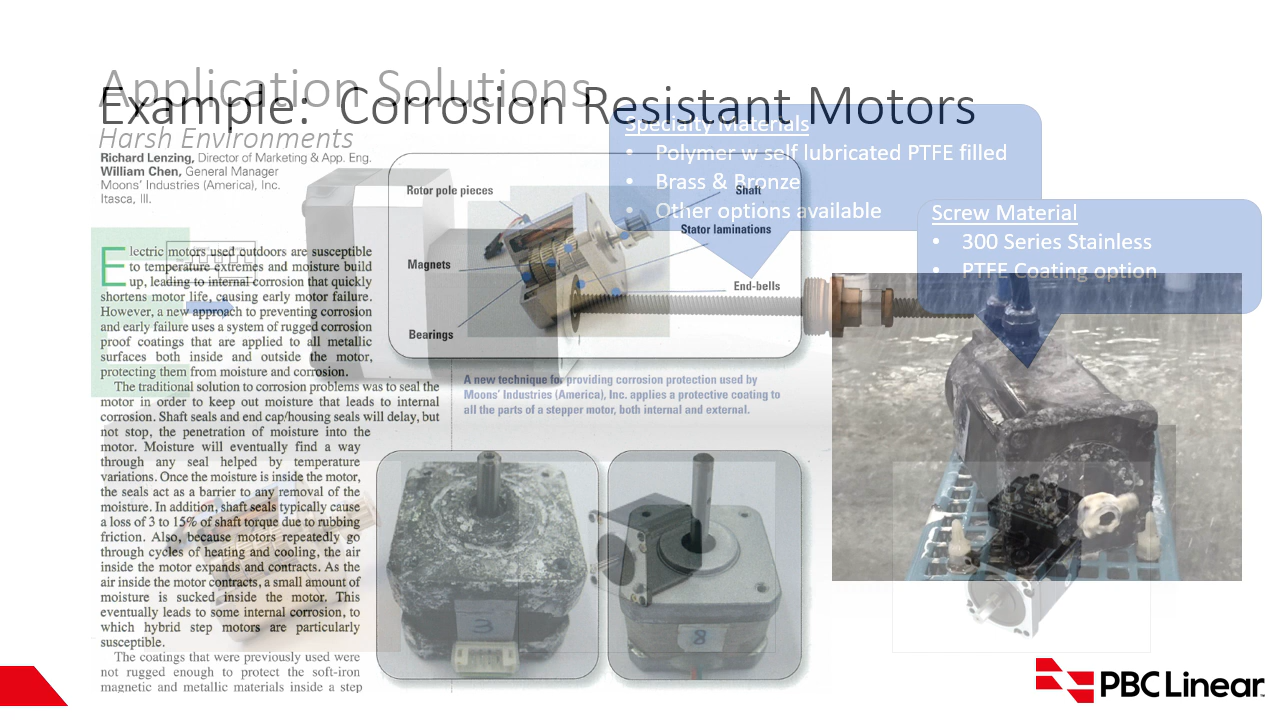 Application Solutions
Example: Corrosion Resistant Motors
Harsh Environments
Richard Lenzing, Director of Marketing & App. Eng.
William Chen, General Manager
Moons' Industries (America), Inc.
Itasca, Ill.
Electric motors used outdoors are susceptible
to temperature extremes and moisture build
up, leading to internal corrosion that quickly
shortens motor life, causing early motor failure.
However, a new approach to preventing corrosion
and early failure uses a system of rugged corrosion
proof coatings that are applied to all metallic
surfaces both inside and outside the motor,
protecting them from moisture and corrosion.
The traditional solution to corrosion problems was to seal the
motor in order to keep out moisture that leads to internal
corrosion. Shaft seals and end cap/housing seals will delay, but
not stop, the penetration of moisture into the
motor. Moisture will eventually find a way
through any seal helped by temperature
variations. Once the moisture is inside the motor,
the seals act as a barrier to any removal of the
moisture. In addition, shaft seals typically cause
a loss of 3 to 15% of shaft torque due to rubbing
friction. Also, because motors repeatedly go
through cycles of heating and cooling, the air
inside the motor expands and contracts. As the
air inside the motor contracts, a small amount of
moisture is sucked inside the motor. This
eventually leads to some internal corrosion, to
which hybrid step motors are particularly
susceptible.
The coatings that were previously used were
not rugged enough to protect the soft-iron
magnetic and metallic materials inside a step
Rotor pole pieces
Shaft
Stator laminations
Magnets
End-bells
Bearings
A new technique for providing corrosion protection used by
Moons' Industries (America), Inc. applies a protective coating to
all the parts of a stepper motor, both internal and external.
3
8
Specialty Materials
• Polymer w self lubricated PTFE filled
• Brass & Bronze
• Other options available
Screw Material
• 300 Series Stainless
• PTFE Coating option
PBC Linear